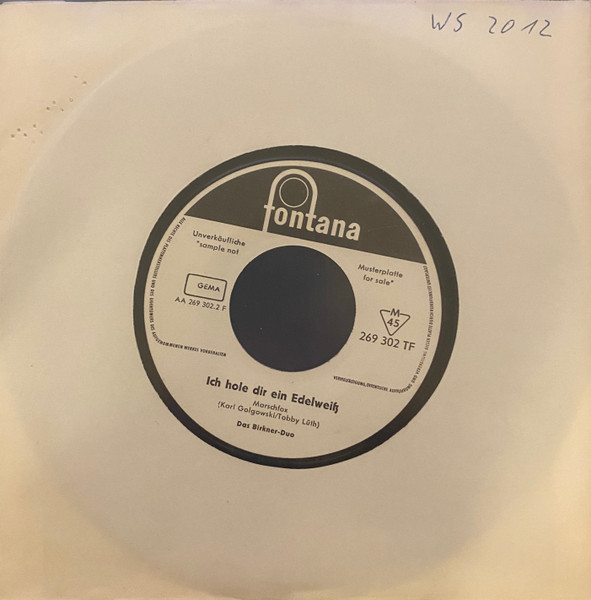 WS 2012
fontana
Unverkäufliche
"sample not
Musterplatte
for sale"
GEMA
AA 269 302.2 F
M
45
269 302 TF
Ich hole dir ein Edelweiß
Marschfox
(Karl Golgowski/Tobby Lüth)
Das Birkner-Duo